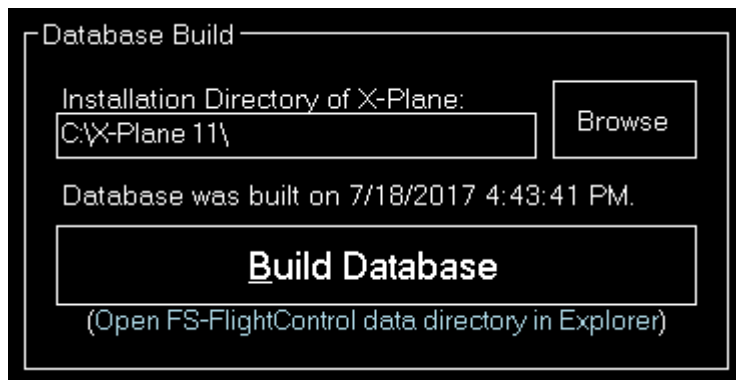 Database Build
Installation Directory of X-Plane:
C:\X-Plane 11\
Browse
Database was built on 7/18/2017 4:43:41 PM.
Build Database
(Open FS-FlightControl data directory in Explorer)